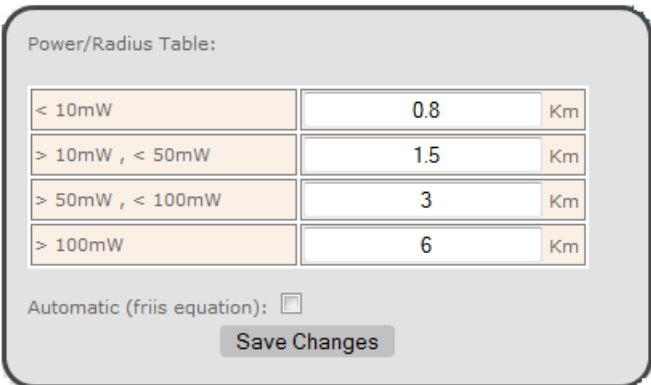 Power/Radius Table:
< 10mW 0.8 Km
> 10mW , < 50mW 1.5 Km
> 50mW , < 100mW 3 Km
> 100mW 6 Km
Automatic (friis equation):
Save Changes